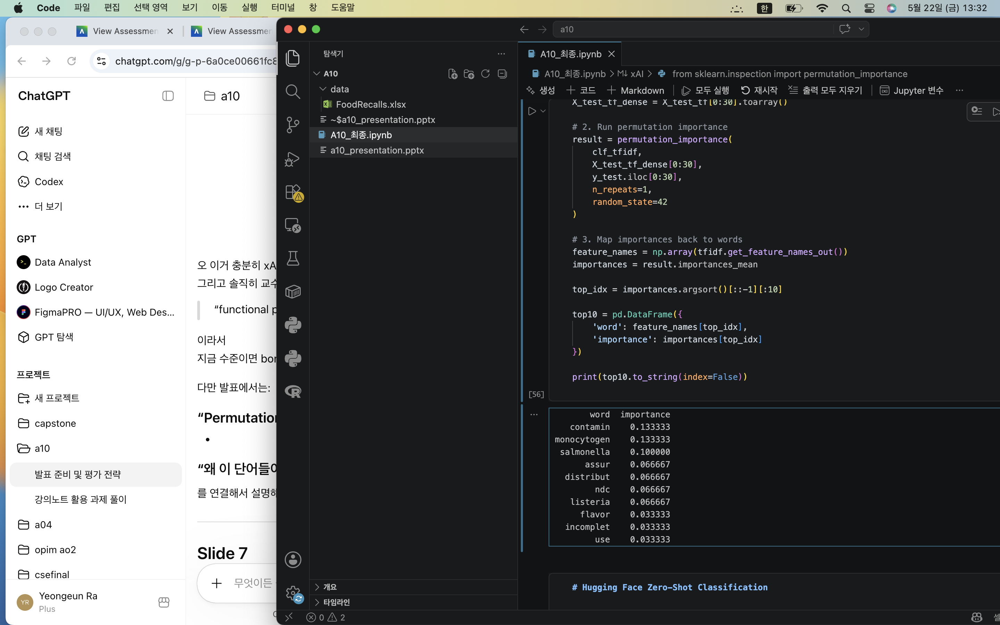 Code 파일 편집 선택 영역 보기 이동 실행 터미널 창 도움말 한 5월 22일 (금) 13:32
View Assessmen View Assessmen
chatgpt.com/g/g-p-6a0ce00661fc8
ChatGPT
새 채팅
채팅 검색
Codex
더 보기
GPT
Data Analyst
Logo Creator
FigmaPRO — UI/UX, Web Des...
GPT 탐색
프로젝트
새 프로젝트
capstone
a10
발표 준비 및 평가 전략
강의노트 활용 과제 풀이
a04
opim ao2
csefinal
YR
Yeongeun Ra
Plus
a10
오 이거 충분히 xA
그리고 솔직히
“functional
이라서
지금 수준이면
다만 발표에서는:
“Permutation
•
“왜 이
를 연결해서
Slide 7
무엇이든
a10
탐색기
A10
data
FoodRecalls.xlsx
~$a10_presentation.pptx
A10_최종.ipynb
a10_presentation.pptx
개요
타임라인
0 2
A10_최종.ipynb
A10_최종.ipynb > M↓ xAI > from sklearn.inspection import permutation_importance
생성 + 코드 + Markdown 모두 실행 재시작 출력 모두 지우기 Jupyter 변수 ...
X_test_tf_dense = X_test_tf[0:30].toarray()
# 2. Run permutation importance
result = permutation_importance(
clf_tfidf,
X_test_tf_dense[0:30],
y_test.iloc[0:30],
n_repeats=1,
random_state=42
)
# 3. Map importances back to words
feature_names = np.array(tfidf.get_feature_names_out())
importances = result.importances_mean
top_idx = importances.argsort()[::-1][:10]
top10 = pd.DataFrame({
'word': feature_names[top_idx],
'importance': importances[top_idx]
})
print(top10.to_string(index=False))
[56]
word importance
contamin 0.133333
monocytogen 0.133333
salmonella 0.100000
assur 0.066667
distribut 0.066667
ndc 0.066667
listeria 0.066667
flavor 0.033333
incomplet 0.033333
use 0.033333
# Hugging Face Zero-Shot Classification